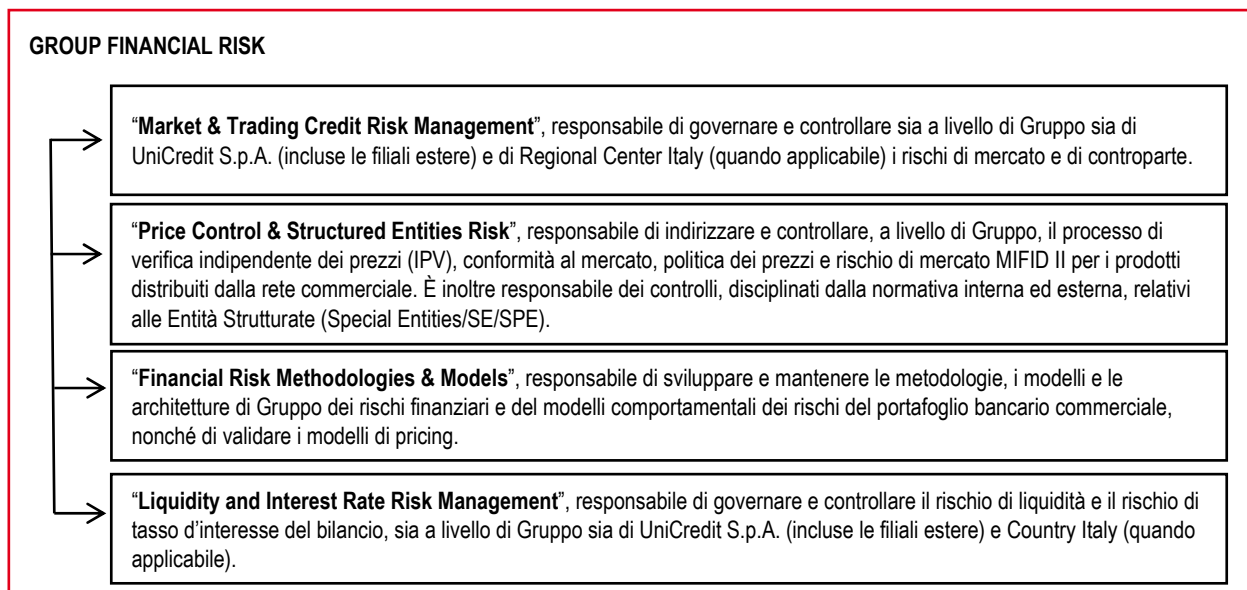 GROUP FINANCIAL RISK
“Market & Trading Credit Risk Management”, responsabile di governare e controllare sia a livello di Gruppo sia di
UniCredit S.p.A. (incluse le filiali estere) e di Regional Center Italy (quando applicabile) i rischi di mercato e di controparte.
“Price Control & Structured Entities Risk”, responsabile di indirizzare e controllare, a livello di Gruppo, il processo di
verifica indipendente dei prezzi (IPV), conformità al mercato, politica dei prezzi e rischio di mercato MIFID II per i prodotti
distribuiti dalla rete commerciale. È inoltre responsabile dei controlli, disciplinati dalla normativa interna ed esterna, relativi
alle Entità Strutturate (Special Entities/SE/SPE).
“Financial Risk Methodologies & Models”, responsabile di sviluppare e mantenere le metodologie, i modelli e le
architetture di Gruppo dei rischi finanziari e del modelli comportamentali dei rischi del portafoglio bancario commerciale,
nonché di validare i modelli di pricing.
“Liquidity and Interest Rate Risk Management”, responsabile di governare e controllare il rischio di liquidità e il rischio di
tasso d’interesse del bilancio, sia a livello di Gruppo sia di UniCredit S.p.A. (incluse le filiali estere) e Country Italy (quando
applicabile).